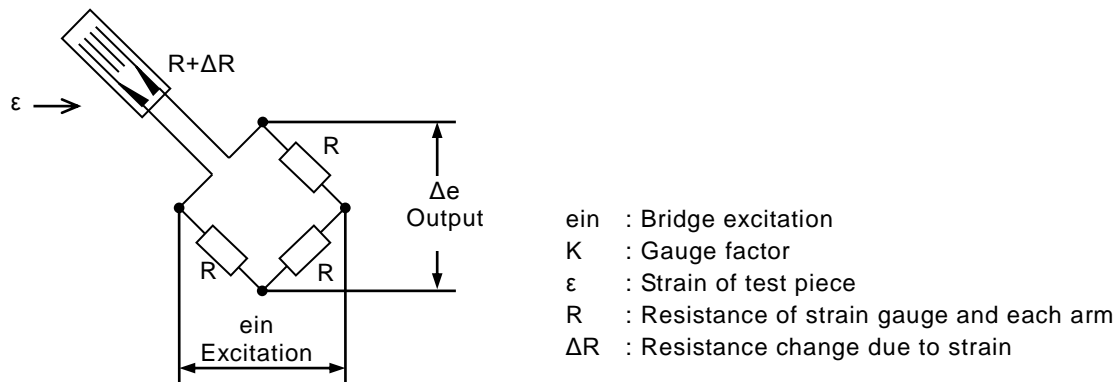 R+ΔR
ε
R
Δe
Output
R
R
ein
Excitation
ein : Bridge excitation
K : Gauge factor
ε : Strain of test piece
R : Resistance of strain gauge and each arm
ΔR : Resistance change due to strain